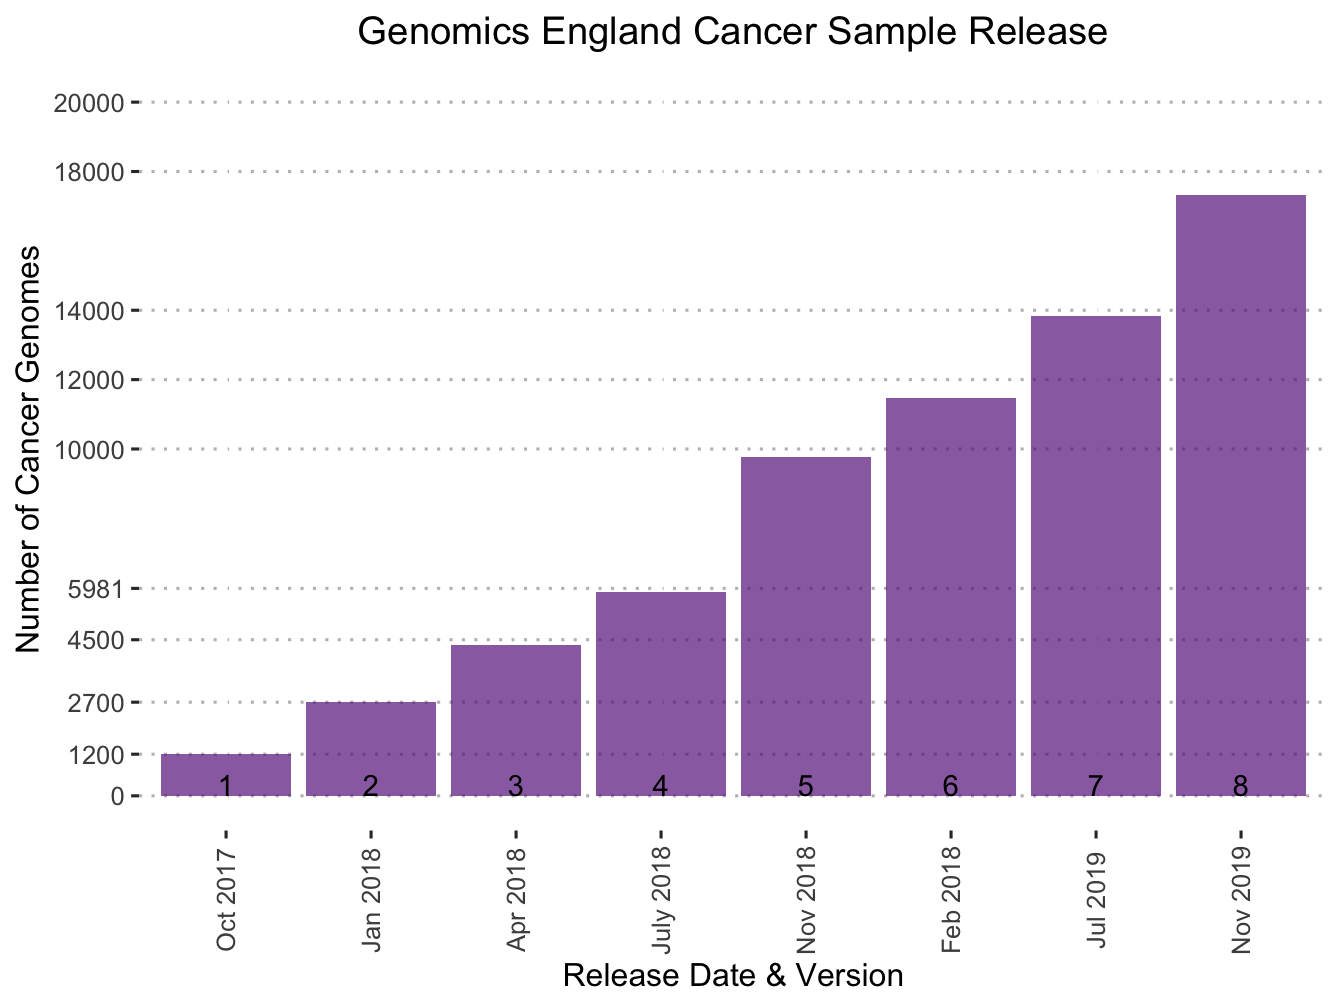 Genomics England Cancer Sample Release
20000
18000
14000
12000
10000
5981
4500
2700
1200
0
Number of Cancer Genomes
1 2 3 4 5 6 7 8
Oct 2017 Jan 2018 Apr 2018 July 2018 Nov 2018 Feb 2018 Jul 2019 Nov 2019
Release Date & Version